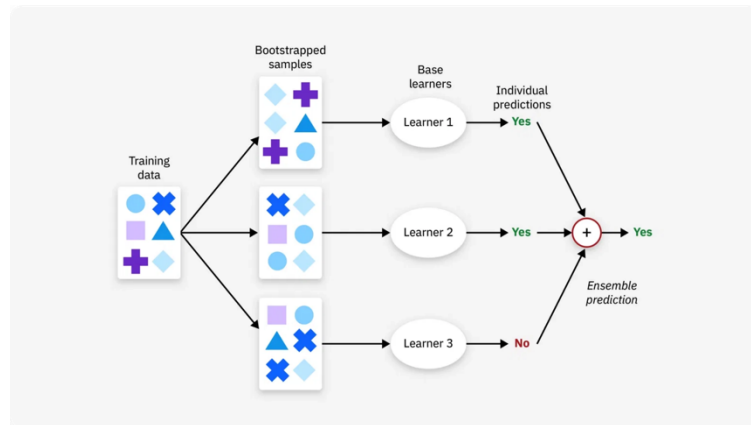 Bootstrapped
samples
Base
learners
Individual
predictions
Learner 1
Yes
Training
data
Learner 2
Yes
+
Yes
Ensemble
prediction
Learner 3
No